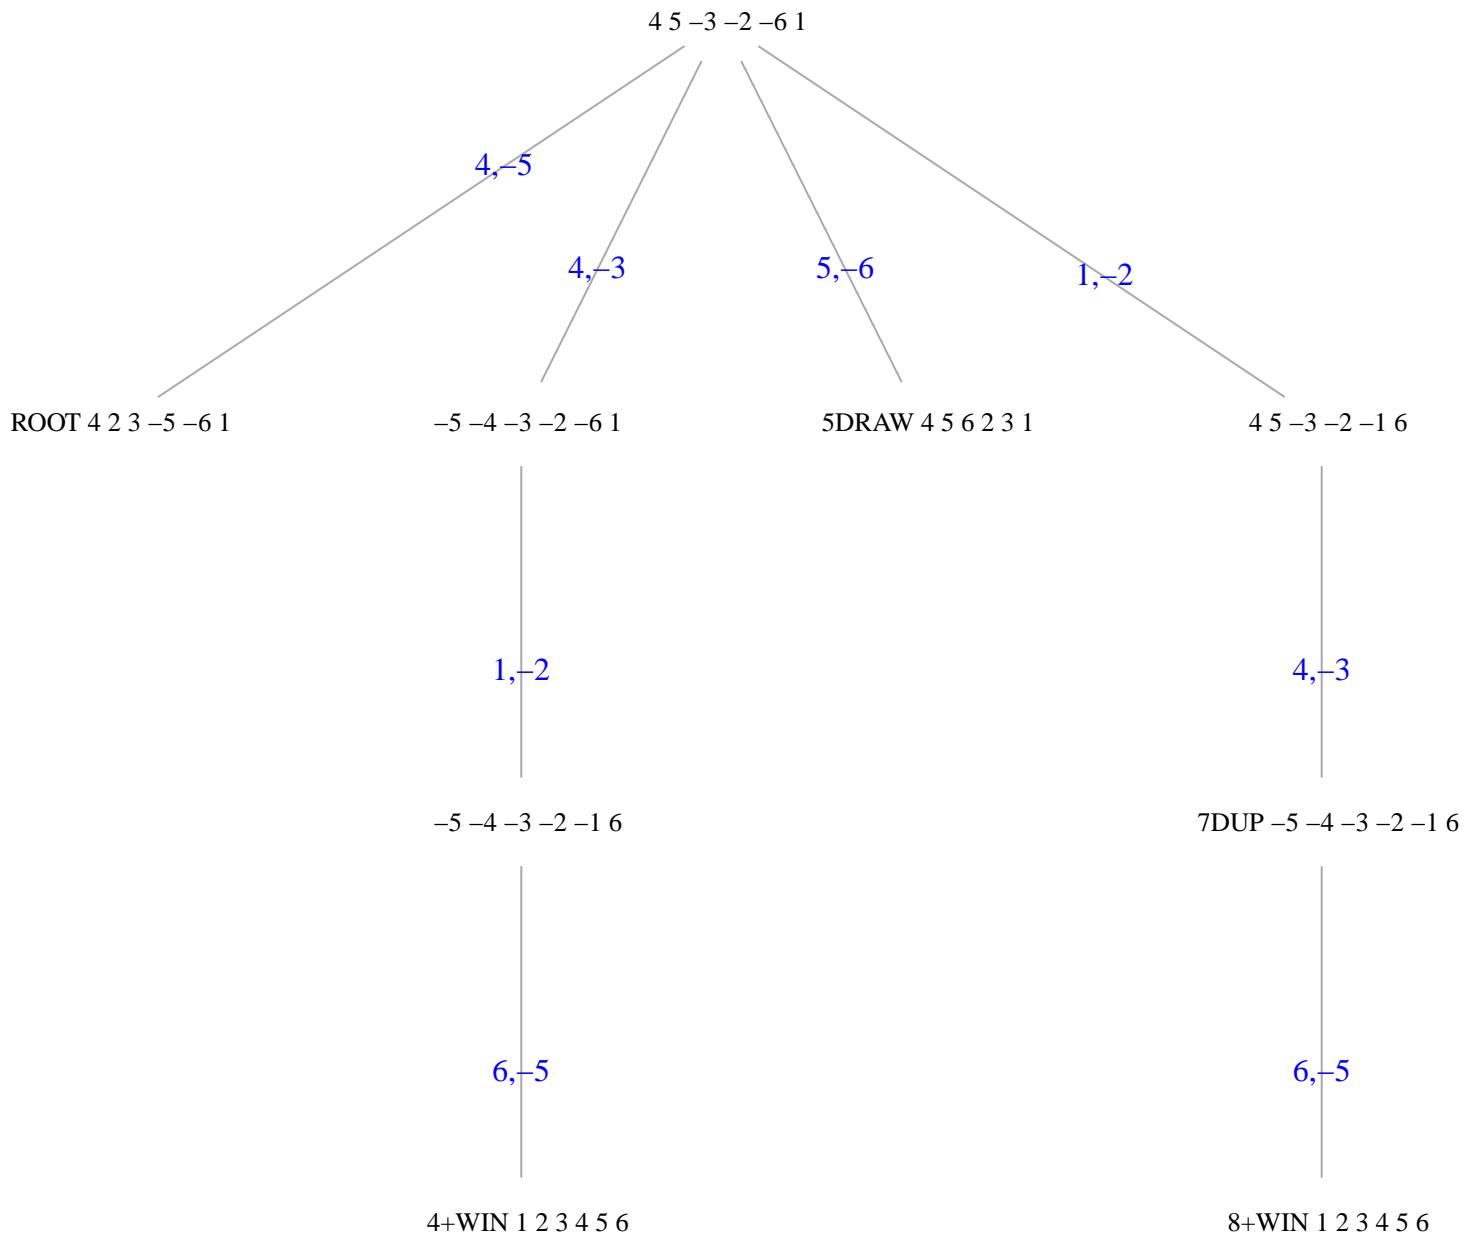 4 5 –3 –2 –6 1
4,–5
4,–3
5,–6
1,–2
ROOT 4 2 3 –5 –6 1
–5 –4 –3 –2 –6 1
5DRAW 4 5 6 2 3 1
4 5 –3 –2 –1 6
1,–2
4,–3
–5 –4 –3 –2 –1 6
7DUP –5 –4 –3 –2 –1 6
6,–5
6,–5
4+WIN 1 2 3 4 5 6
8+WIN 1 2 3 4 5 6